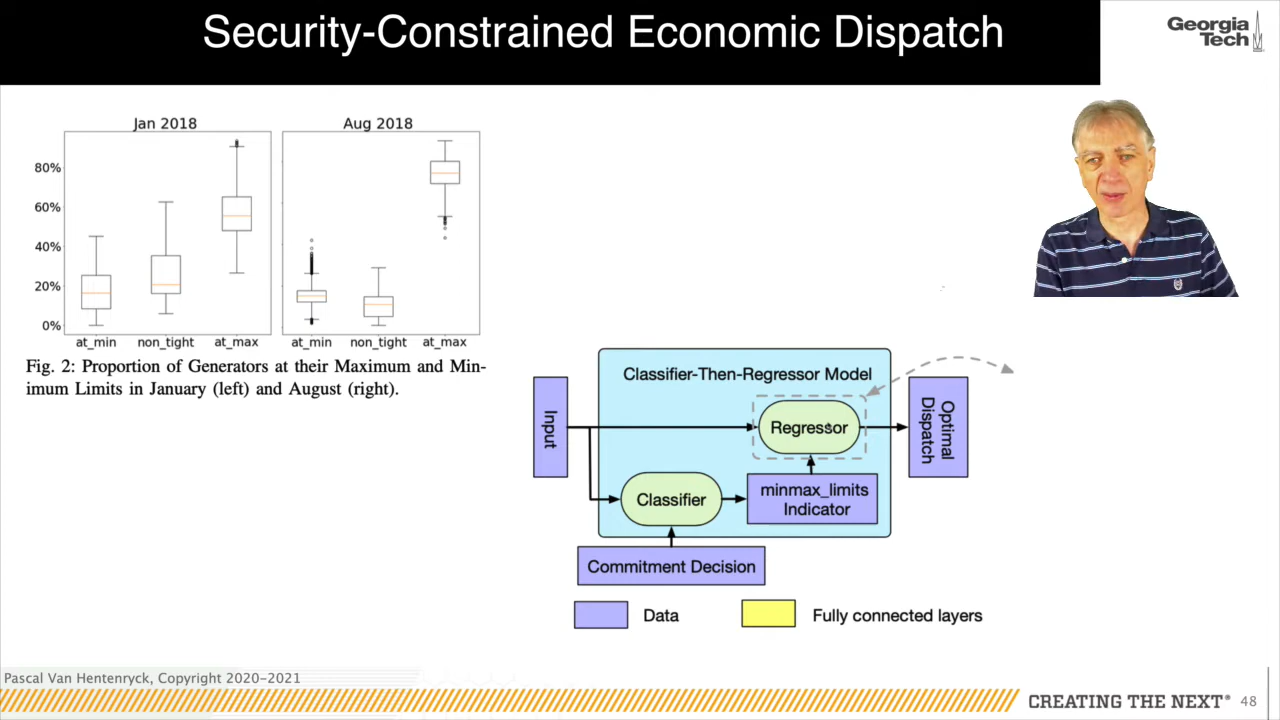 Security-Constrained Economic Dispatch
Georgia
Tech
Jan 2018
Aug 2018
80%
60%
40%
20%
0%
at_min
non_tight
at_max
at_min
non_tight
at_max
Fig. 2: Proportion of Generators at their Maximum and Min-
imum Limits in January (left) and August (right).
Classifier-Then-Regressor Model
Input
Regressor
Optimal
Dispatch
Classifier
minmax_limits
Indicator
Commitment Decision
Data
Fully connected layers
Pascal Van Hentenryck, Copyright 2020-2021
CREATING THE NEXT®
48